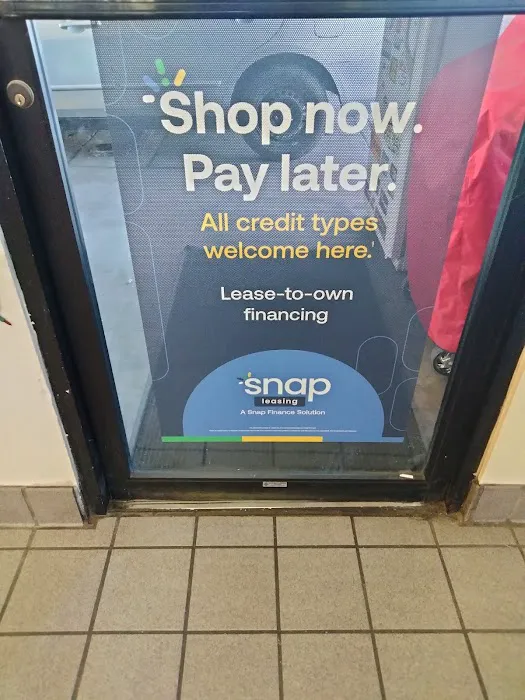 Shop now.
Pay later.
All credit types
welcome here.¹
Lease-to-own
financing
snap
leasing
A Snap Finance Solution